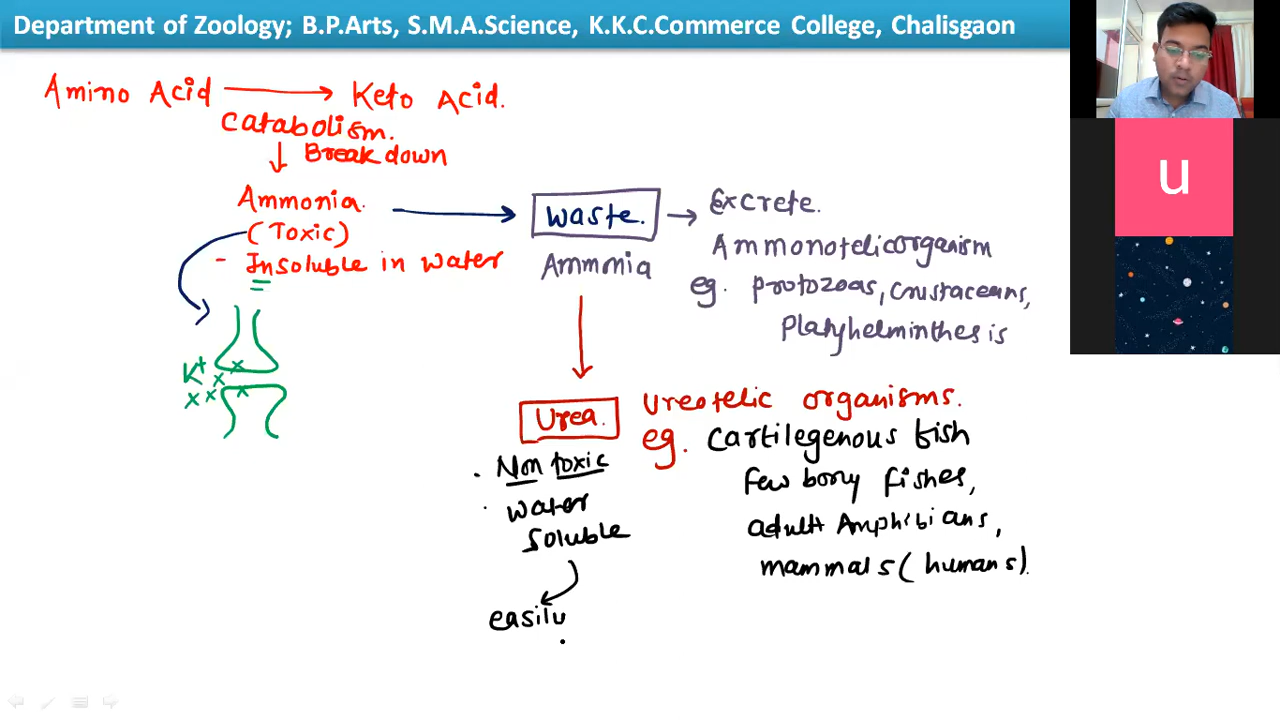 Department of Zoology; B.P.Arts, S.M.A.Science, K.K.C.Commerce College, Chalisgaon
Amino Acid → Keto Acid.
Catabolism.
↓ Breakdown
Ammonia.
(Toxic)
- Insoluble in water
K+
x x
x x x
→ Waste.
Ammonia
→ Excrete.
Ammonotelic organism
eg. protozoas, crustaceans,
Platyhelminthes is
Urea.
Ureotelic organisms.
eg. Cartilegenous fish
Few bony fishes,
adult Amphibians,
mammals (humans).
. Non toxic
. water
soluble
easily
u